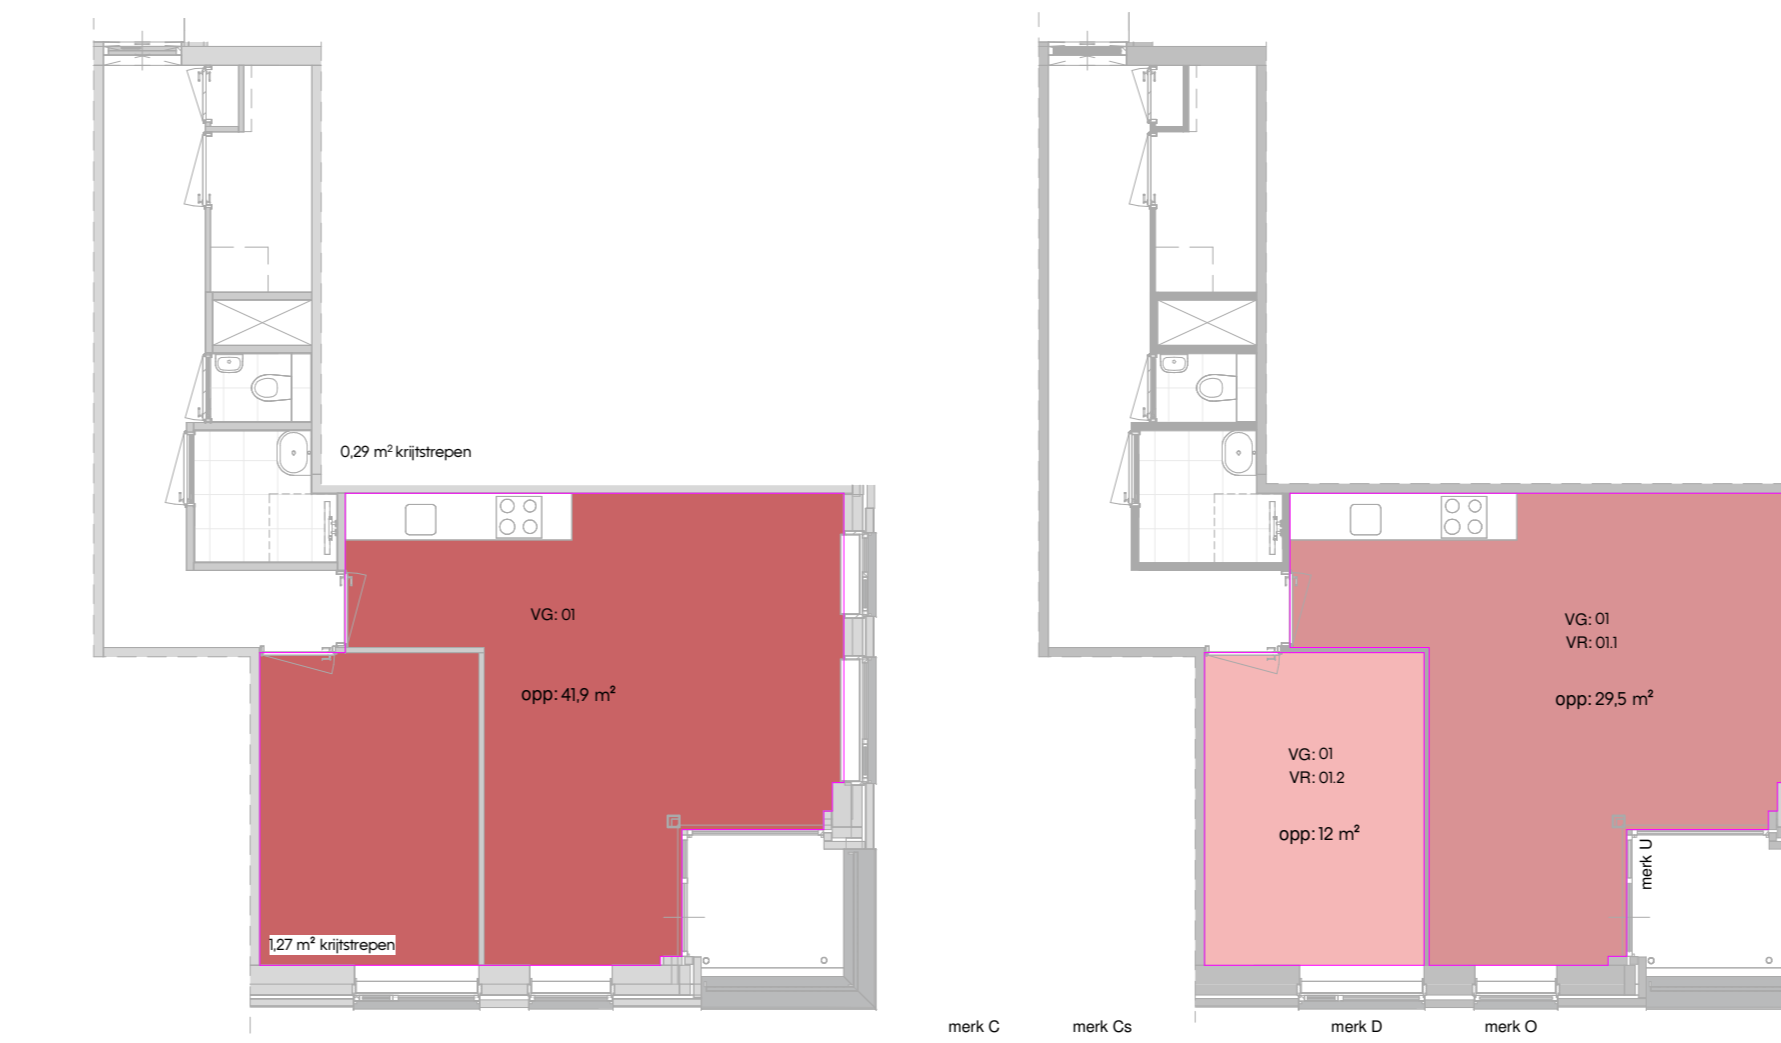 0,29 m² krijtstrepen
VG: 01
opp: 41,9 m²
1,27 m² krijtstrepen
VG: 01
VR: 01.1
opp: 29,5 m²
VG: 01
VR: 01.2
opp: 12 m²
merk U
merk C
merk Cs
merk D
merk O